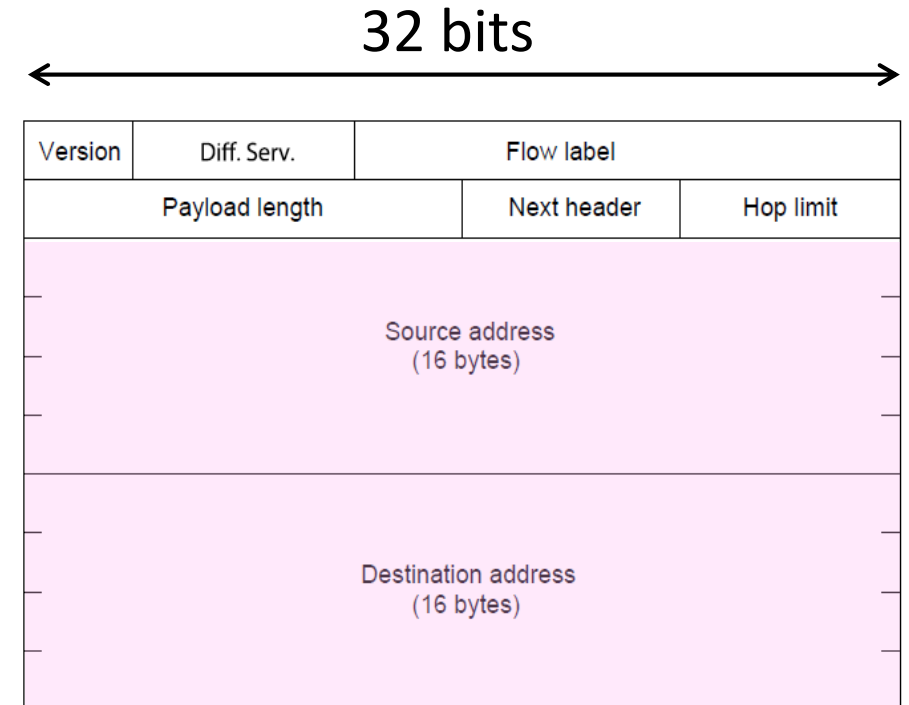 32 bits
Version Diff. Serv. Flow label
Payload length Next header Hop limit
Source address
(16 bytes)
Destination address
(16 bytes)